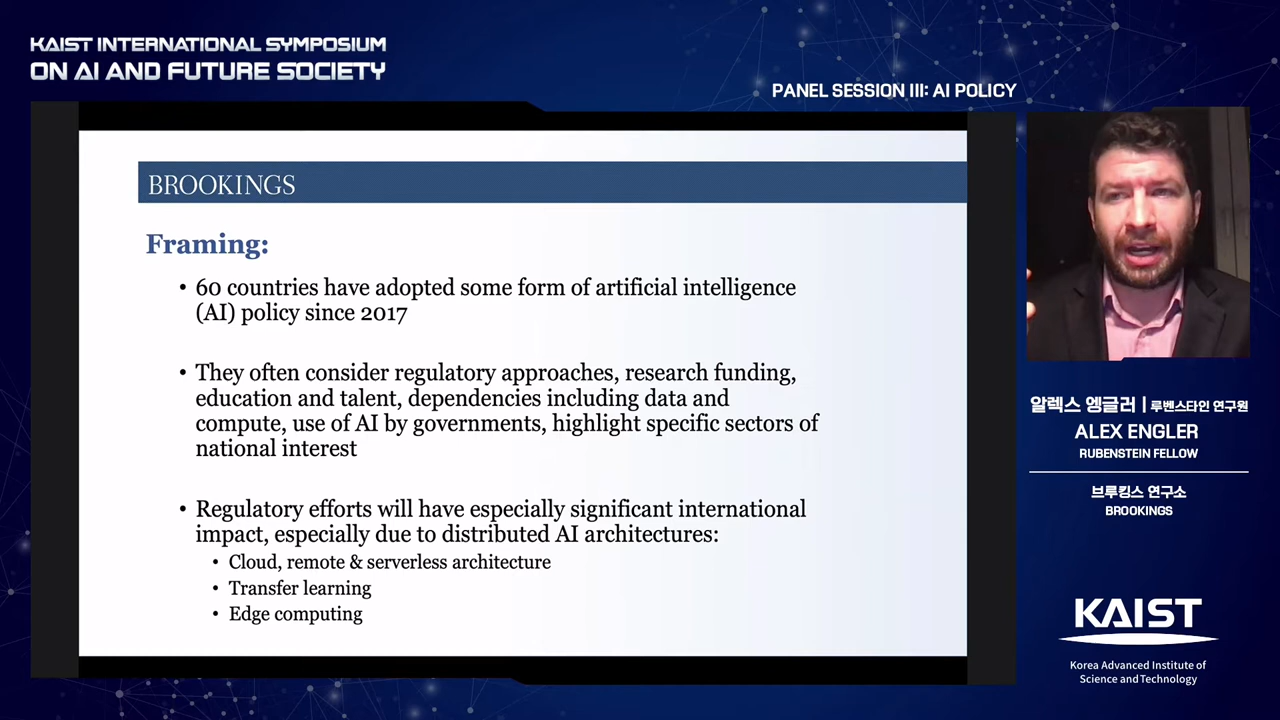 KAIST INTERNATIONAL SYMPOSIUM
ON AI AND FUTURE SOCIETY
PANEL SESSION III: AI POLICY
BROOKINGS
Framing:
• 60 countries have adopted some form of artificial intelligence
(AI) policy since 2017
• They often consider regulatory approaches, research funding,
education and talent, dependencies including data and
compute, use of AI by governments, highlight specific sectors of
national interest
• Regulatory efforts will have especially significant international
impact, especially due to distributed AI architectures:
• Cloud, remote & serverless architecture
• Transfer learning
• Edge computing
알렉스 엥글러 | 루벤스타인 연구원
ALEX ENGLER
RUBENSTEIN FELLOW
브루킹스 연구소
BROOKINGS
KAIST
Korea Advanced Institute of
Science and Technology